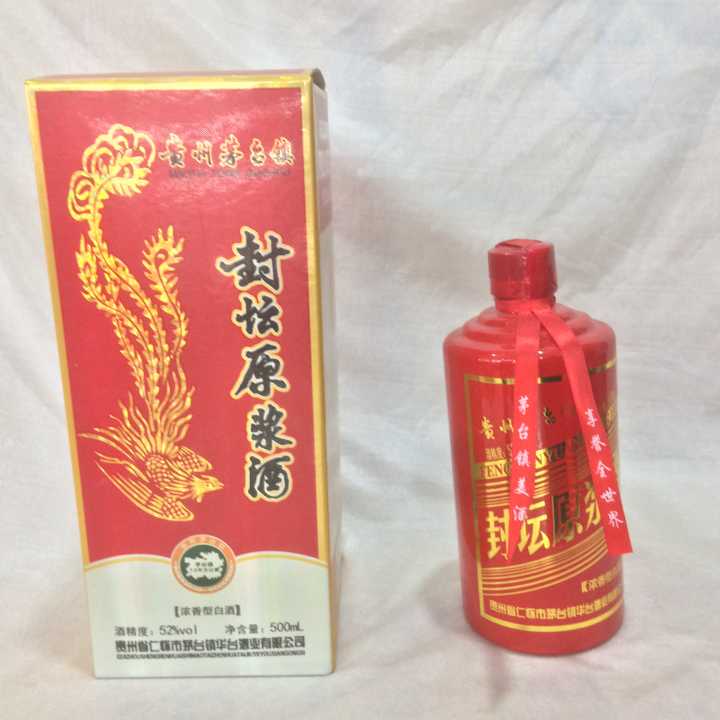 贵州茅台镇
封坛原浆酒
【浓香型白酒】
酒精度：52%vol 净含量：500mL
贵州省仁怀市茅台镇华台酒业有限公司
茅台镇美酒
享誉全世界
贵州
封坛原浆
【浓香型白
贵州省仁怀市茅台镇华台酒业有限